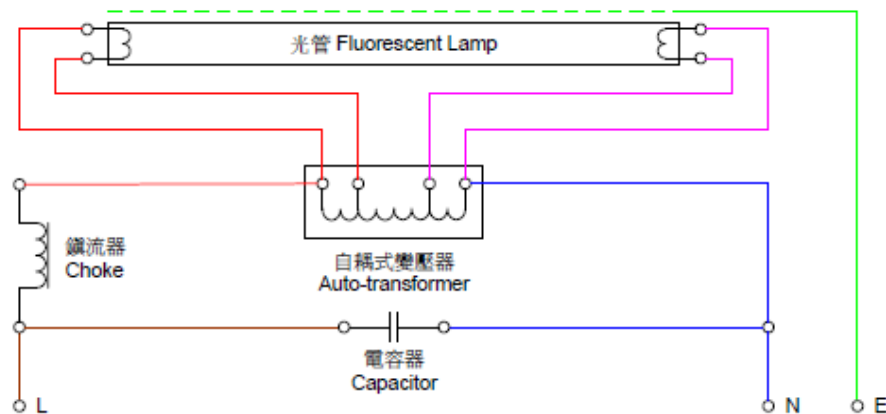 光管 Fluorescent Lamp
鎭流器
Choke
自耦式變壓器
Auto-transformer
電容器
Capacitor
L
N
E